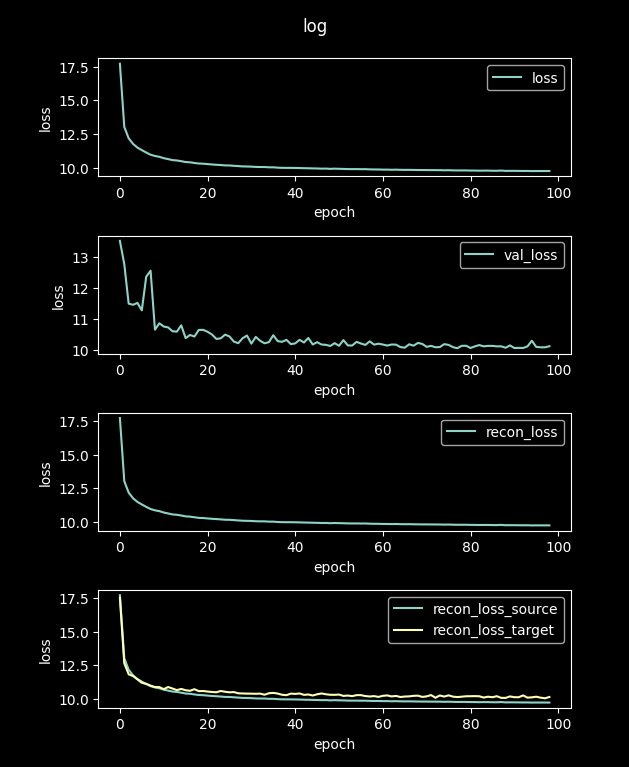 log
loss
17.5
15.0
12.5
10.0
loss
0 20 40 60 80 100
epoch
val_loss
13
12
11
10
loss
0 20 40 60 80 100
epoch
recon_loss
17.5
15.0
12.5
10.0
loss
0 20 40 60 80 100
epoch
recon_loss_source
recon_loss_target
17.5
15.0
12.5
10.0
loss
0 20 40 60 80 100
epoch